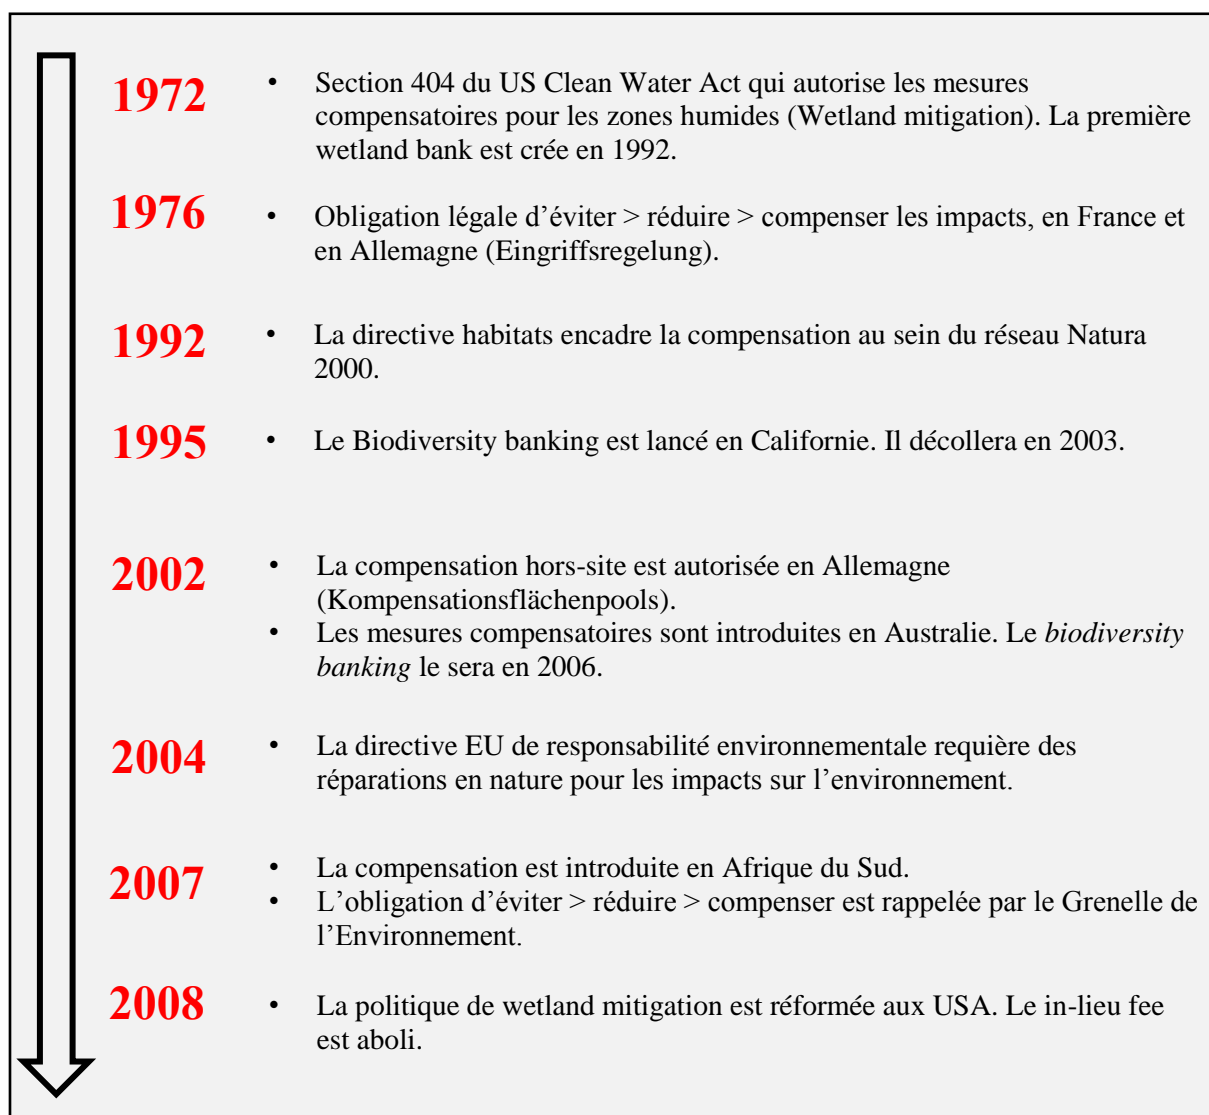 1972
• Section 404 du US Clean Water Act qui autorise les mesures
compensatoires pour les zones humides (Wetland mitigation). La première
wetland bank est crée en 1992.
1976
• Obligation légale d’éviter > réduire > compenser les impacts, en France et
en Allemagne (Eingriffsregelung).
1992
• La directive habitats encadre la compensation au sein du réseau Natura
2000.
1995
• Le Biodiversity banking est lancé en Californie. Il décollera en 2003.
2002
• La compensation hors-site est autorisée en Allemagne
(Kompensationsflächenpools).
• Les mesures compensatoires sont introduites en Australie. Le biodiversity
banking le sera en 2006.
2004
• La directive EU de responsabilité environnementale requière des
réparations en nature pour les impacts sur l’environnement.
2007
• La compensation est introduite en Afrique du Sud.
• L’obligation d’éviter > réduire > compenser est rappelée par le Grenelle de
l’Environnement.
2008
• La politique de wetland mitigation est réformée aux USA. Le in-lieu fee
est aboli.